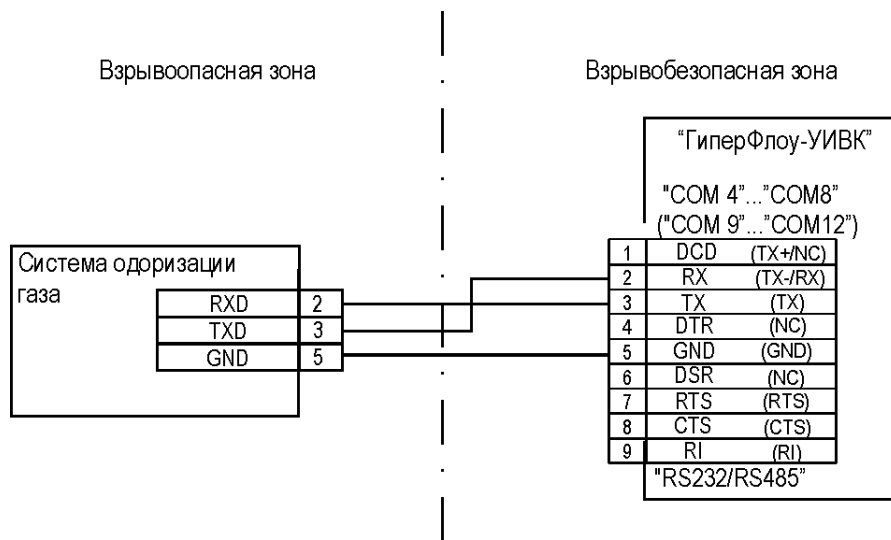 Взрывоопасная зона
Взрывобезопасная зона
“ГиперФлоу-УИВК”
"COM 4”...”COM8”
("COM 9”...”COM12”)
1 DCD (TX+/NC)
2 RX (TX-/RX)
3 TX (TX)
4 DTR (NC)
5 GND (GND)
6 DSR (NC)
7 RTS (RTS)
8 CTS (CTS)
9 RI (RI)
"RS232/RS485”
Система одоризации
газа
RXD 2
TXD 3
GND 5